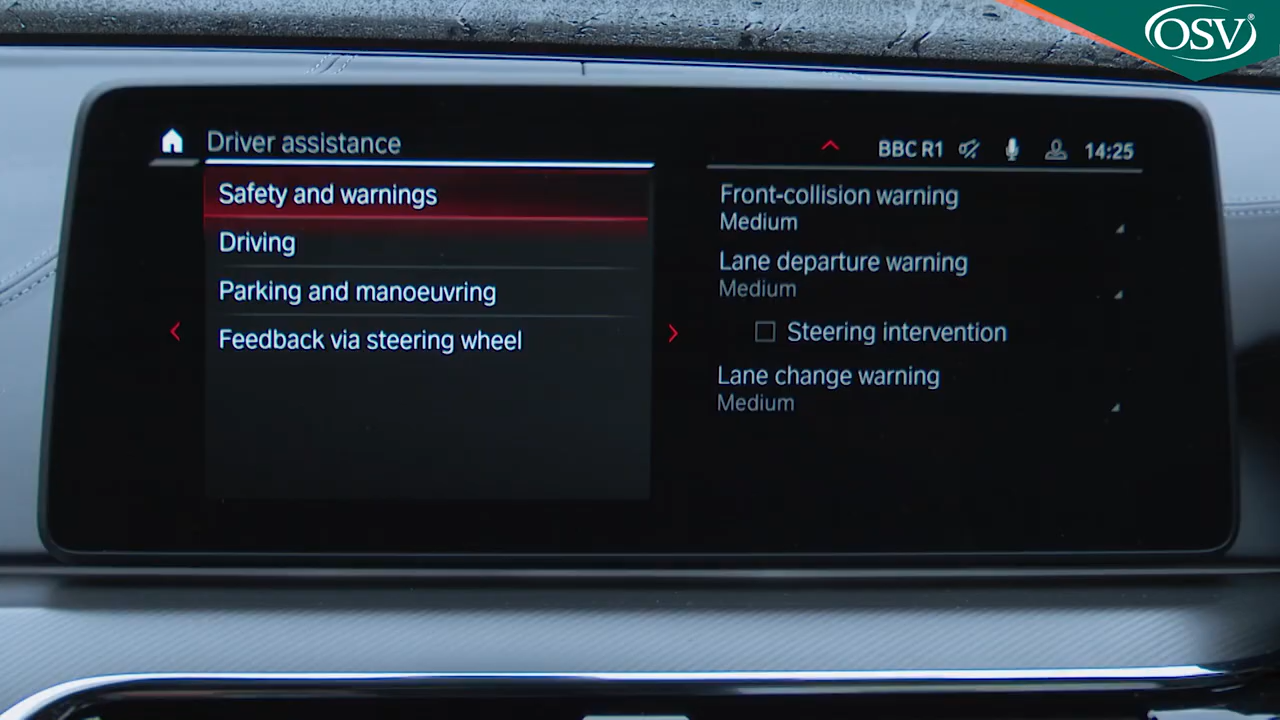 OSV®
Driver assistance
BBC R1
14:25
Safety and warnings
Driving
Parking and manoeuvring
Feedback via steering wheel
Front-collision warning
Medium
Lane departure warning
Medium
Steering intervention
Lane change warning
Medium